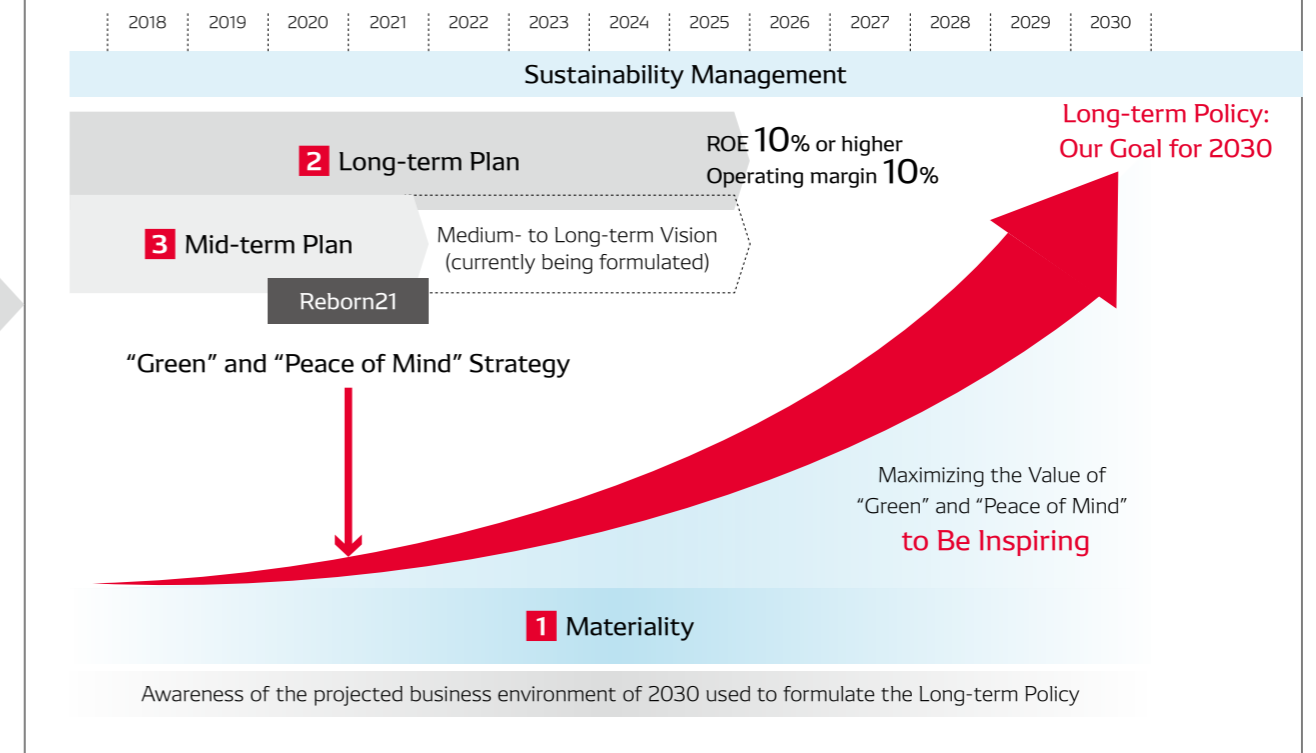 2018 2019 2020 2021 2022 2023 2024 2025 2026 2027 2028 2029 2030
Sustainability Management
Long-term Policy:
Our Goal for 2030
2 Long-term Plan
ROE 10% or higher
Operating margin 10%
3 Mid-term Plan
Medium- to Long-term Vision
(currently being formulated)
Reborn21
“Green” and “Peace of Mind” Strategy
Maximizing the Value of
“Green” and “Peace of Mind”
to Be Inspiring
1 Materiality
Awareness of the projected business environment of 2030 used to formulate the Long-term Policy